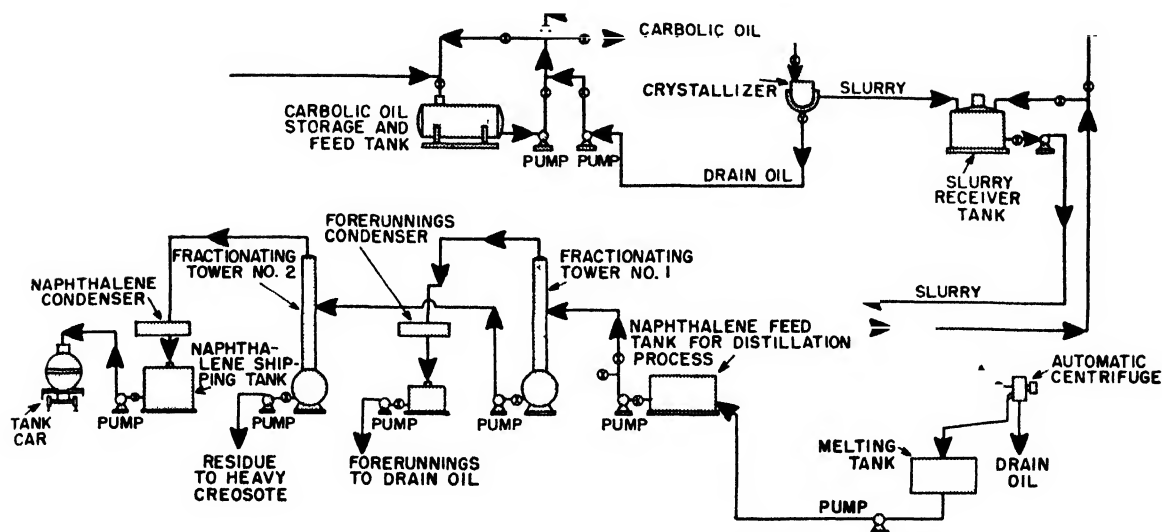 CARBOLIC OIL
CARBOLIC OIL
STORAGE AND
FEED TANK
PUMP
PUMP
CRYSTALLIZER
SLURRY
DRAIN OIL
SLURRY
RECEIVER
TANK
FORERUNNINGS
CONDENSER
FRACTIONATING
TOWER NO. 2
FRACTIONATING
TOWER NO. 1
NAPHTHALENE
CONDENSER
SLURRY
NAPHTHALENE FEED
TANK FOR DISTILLATION
PROCESS
NAPHTHA-
LENE SHIP-
PING TANK
AUTOMATIC
CENTRIFUGE
TANK
CAR
PUMP
PUMP
PUMP
PUMP
PUMP
RESIDUE
TO HEAVY
CREOSOTE
FORERUNNINGS
TO DRAIN OIL
MELTING
TANK
DRAIN
OIL
PUMP